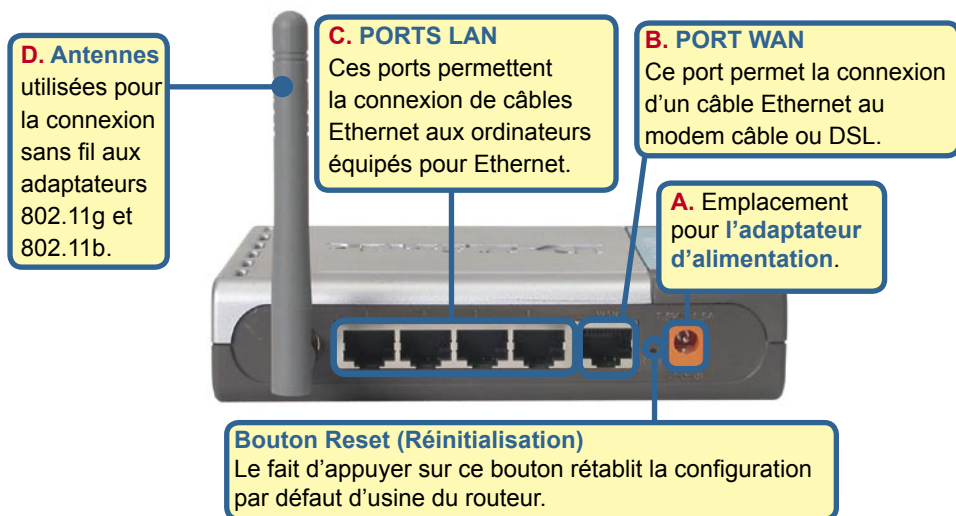 D. Antennes
utilisées pour
la connexion
sans fil aux
adaptateurs
802.11g et
802.11b.
C. PORTS LAN
Ces ports permettent
la connexion de câbles
Ethernet aux ordinateurs
équipés pour Ethernet.
B. PORT WAN
Ce port permet la connexion
d’un câble Ethernet au
modem câble ou DSL.
A. Emplacement
pour l’adaptateur
d’alimentation.
WAN
Bouton Reset (Réinitialisation)
Le fait d’appuyer sur ce bouton rétablit la configuration
par défaut d’usine du routeur.